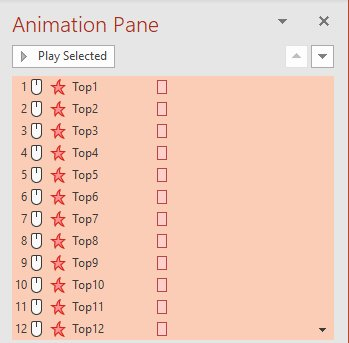 Animation Pane
Play Selected
1 Top1
2 Top2
3 Top3
4 Top4
5 Top5
6 Top6
7 Top7
8 Top8
9 Top9
10 Top10
11 Top11
12 Top12